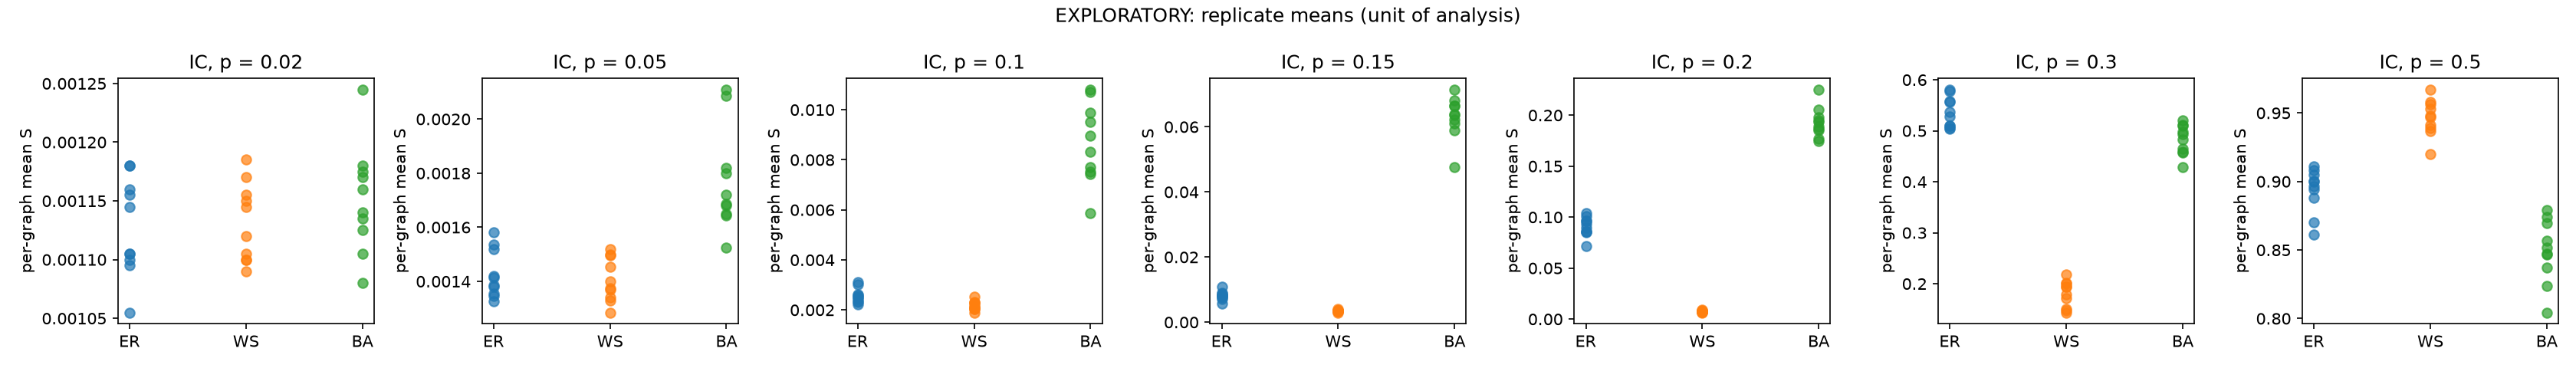 EXPLORATORY: replicate means (unit of analysis)
IC, p = 0.02
per-graph mean S
0.00125
0.00120
0.00115
0.00110
0.00105
ER WS BA
IC, p = 0.05
per-graph mean S
0.0020
0.0018
0.0016
0.0014
ER WS BA
IC, p = 0.1
per-graph mean S
0.010
0.008
0.006
0.004
0.002
ER WS BA
IC, p = 0.15
per-graph mean S
0.06
0.04
0.02
0.00
ER WS BA
IC, p = 0.2
per-graph mean S
0.20
0.15
0.10
0.05
0.00
ER WS BA
IC, p = 0.3
per-graph mean S
0.6
0.5
0.4
0.3
0.2
ER WS BA
IC, p = 0.5
per-graph mean S
0.95
0.90
0.85
0.80
ER WS BA